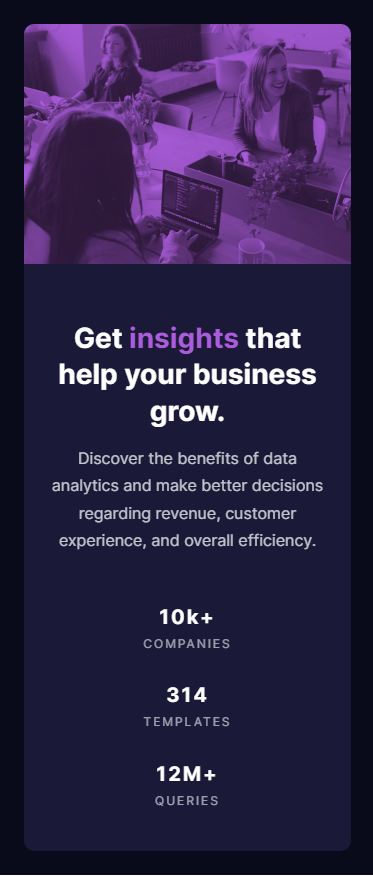 Get insights that
help your business
grow.
Discover the benefits of data
analytics and make better decisions
regarding revenue, customer
experience, and overall efficiency.
10k+
COMPANIES
314
TEMPLATES
12M+
QUERIES